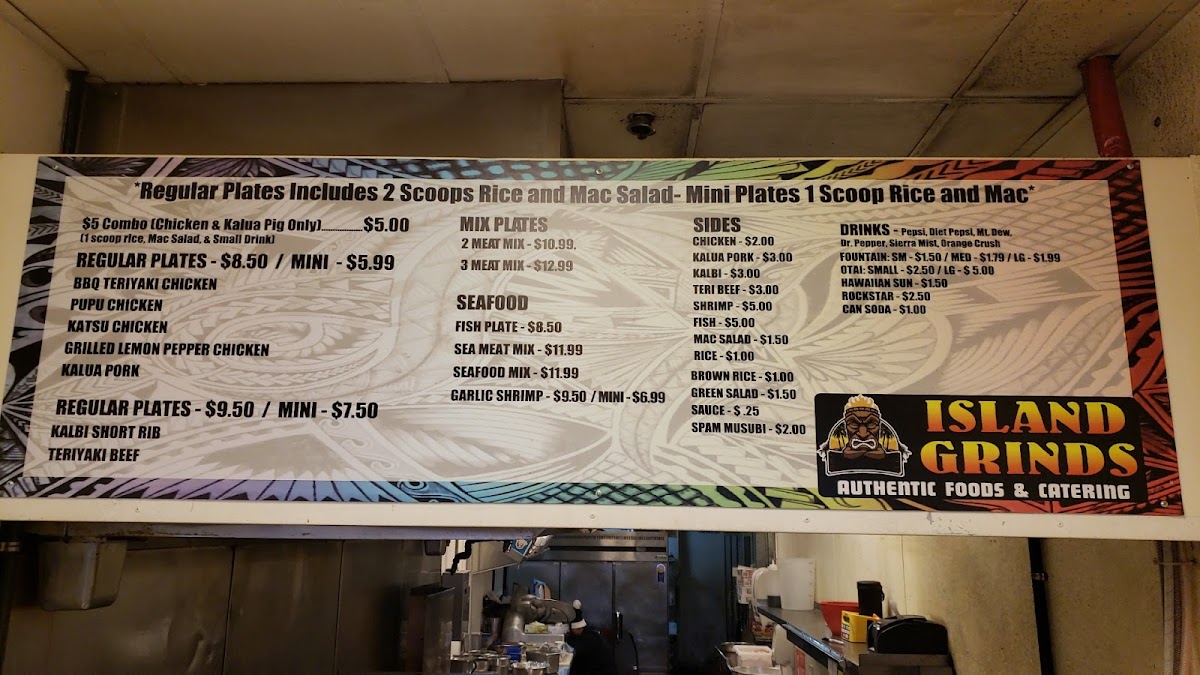 *Regular Plates Includes 2 Scoops Rice and Mac Salad- Mini Plates 1 Scoop Rice and Mac*
$5 Combo (Chicken & Kalua Pig Only)..................$5.00
(1 scoop rice, Mac Salad, & Small Drink)
REGULAR PLATES - $8.50 / MINI - $5.99
BBQ TERIYAKI CHICKEN
PUPU CHICKEN
KATSU CHICKEN
GRILLED LEMON PEPPER CHICKEN
KALUA PORK
REGULAR PLATES - $9.50 / MINI - $7.50
KALBI SHORT RIB
TERIYAKI BEEF
MIX PLATES
2 MEAT MIX - $10.99.
3 MEAT MIX - $12.99
SEAFOOD
FISH PLATE - $8.50
SEA MEAT MIX - $11.99
SEAFOOD MIX - $11.99
GARLIC SHRIMP - $9.50 / MINI - $6.99
SIDES
CHICKEN - $2.00
KALUA PORK - $3.00
KALBI - $3.00
TERI BEEF - $3.00
SHRIMP - $5.00
FISH - $5.00
MAC SALAD - $1.50
RICE - $1.00
BROWN RICE - $1.00
GREEN SALAD - $1.50
SAUCE - $ .25
SPAM MUSUBI - $2.00
DRINKS - Pepsi, Diet Pepsi, Mt. Dew,
Dr. Pepper, Sierra Mist, Orange Crush
FOUNTAIN: SM - $1.50 / MED - $1.79 / LG - $1.99
OTAI: SMALL - $2.50 / LG - $ 5.00
HAWAIIAN SUN - $1.50
ROCKSTAR - $2.50
CAN SODA - $1.00
ISLAND
GRINDS
AUTHENTIC FOODS & CATERING